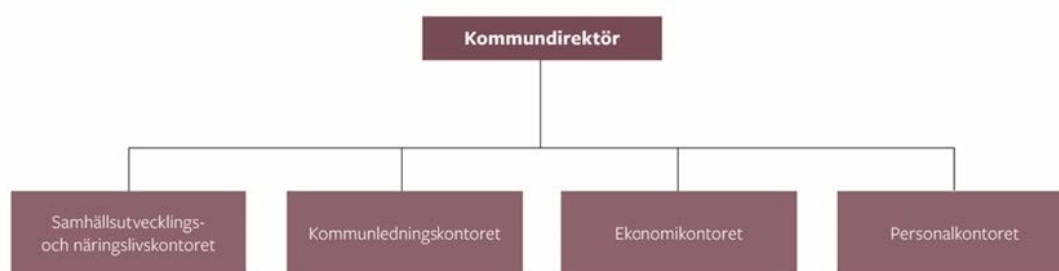 Kommundirektör
Samhällsutvecklings-
och näringslivskontoret
Kommunledningskontoret
Ekonomikontoret
Personalkontoret